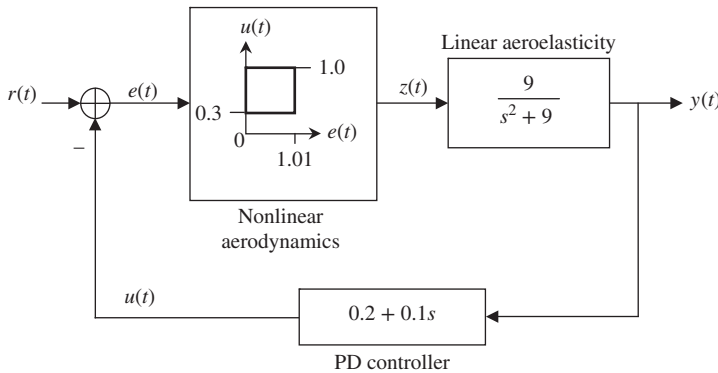 u(t)
1.0
0.3
0
e(t)
1.01
Linear aeroelasticity
9
s² + 9
r(t)
e(t)
z(t)
y(t)
−
Nonlinear
aerodynamics
u(t)
0.2 + 0.1s
PD controller